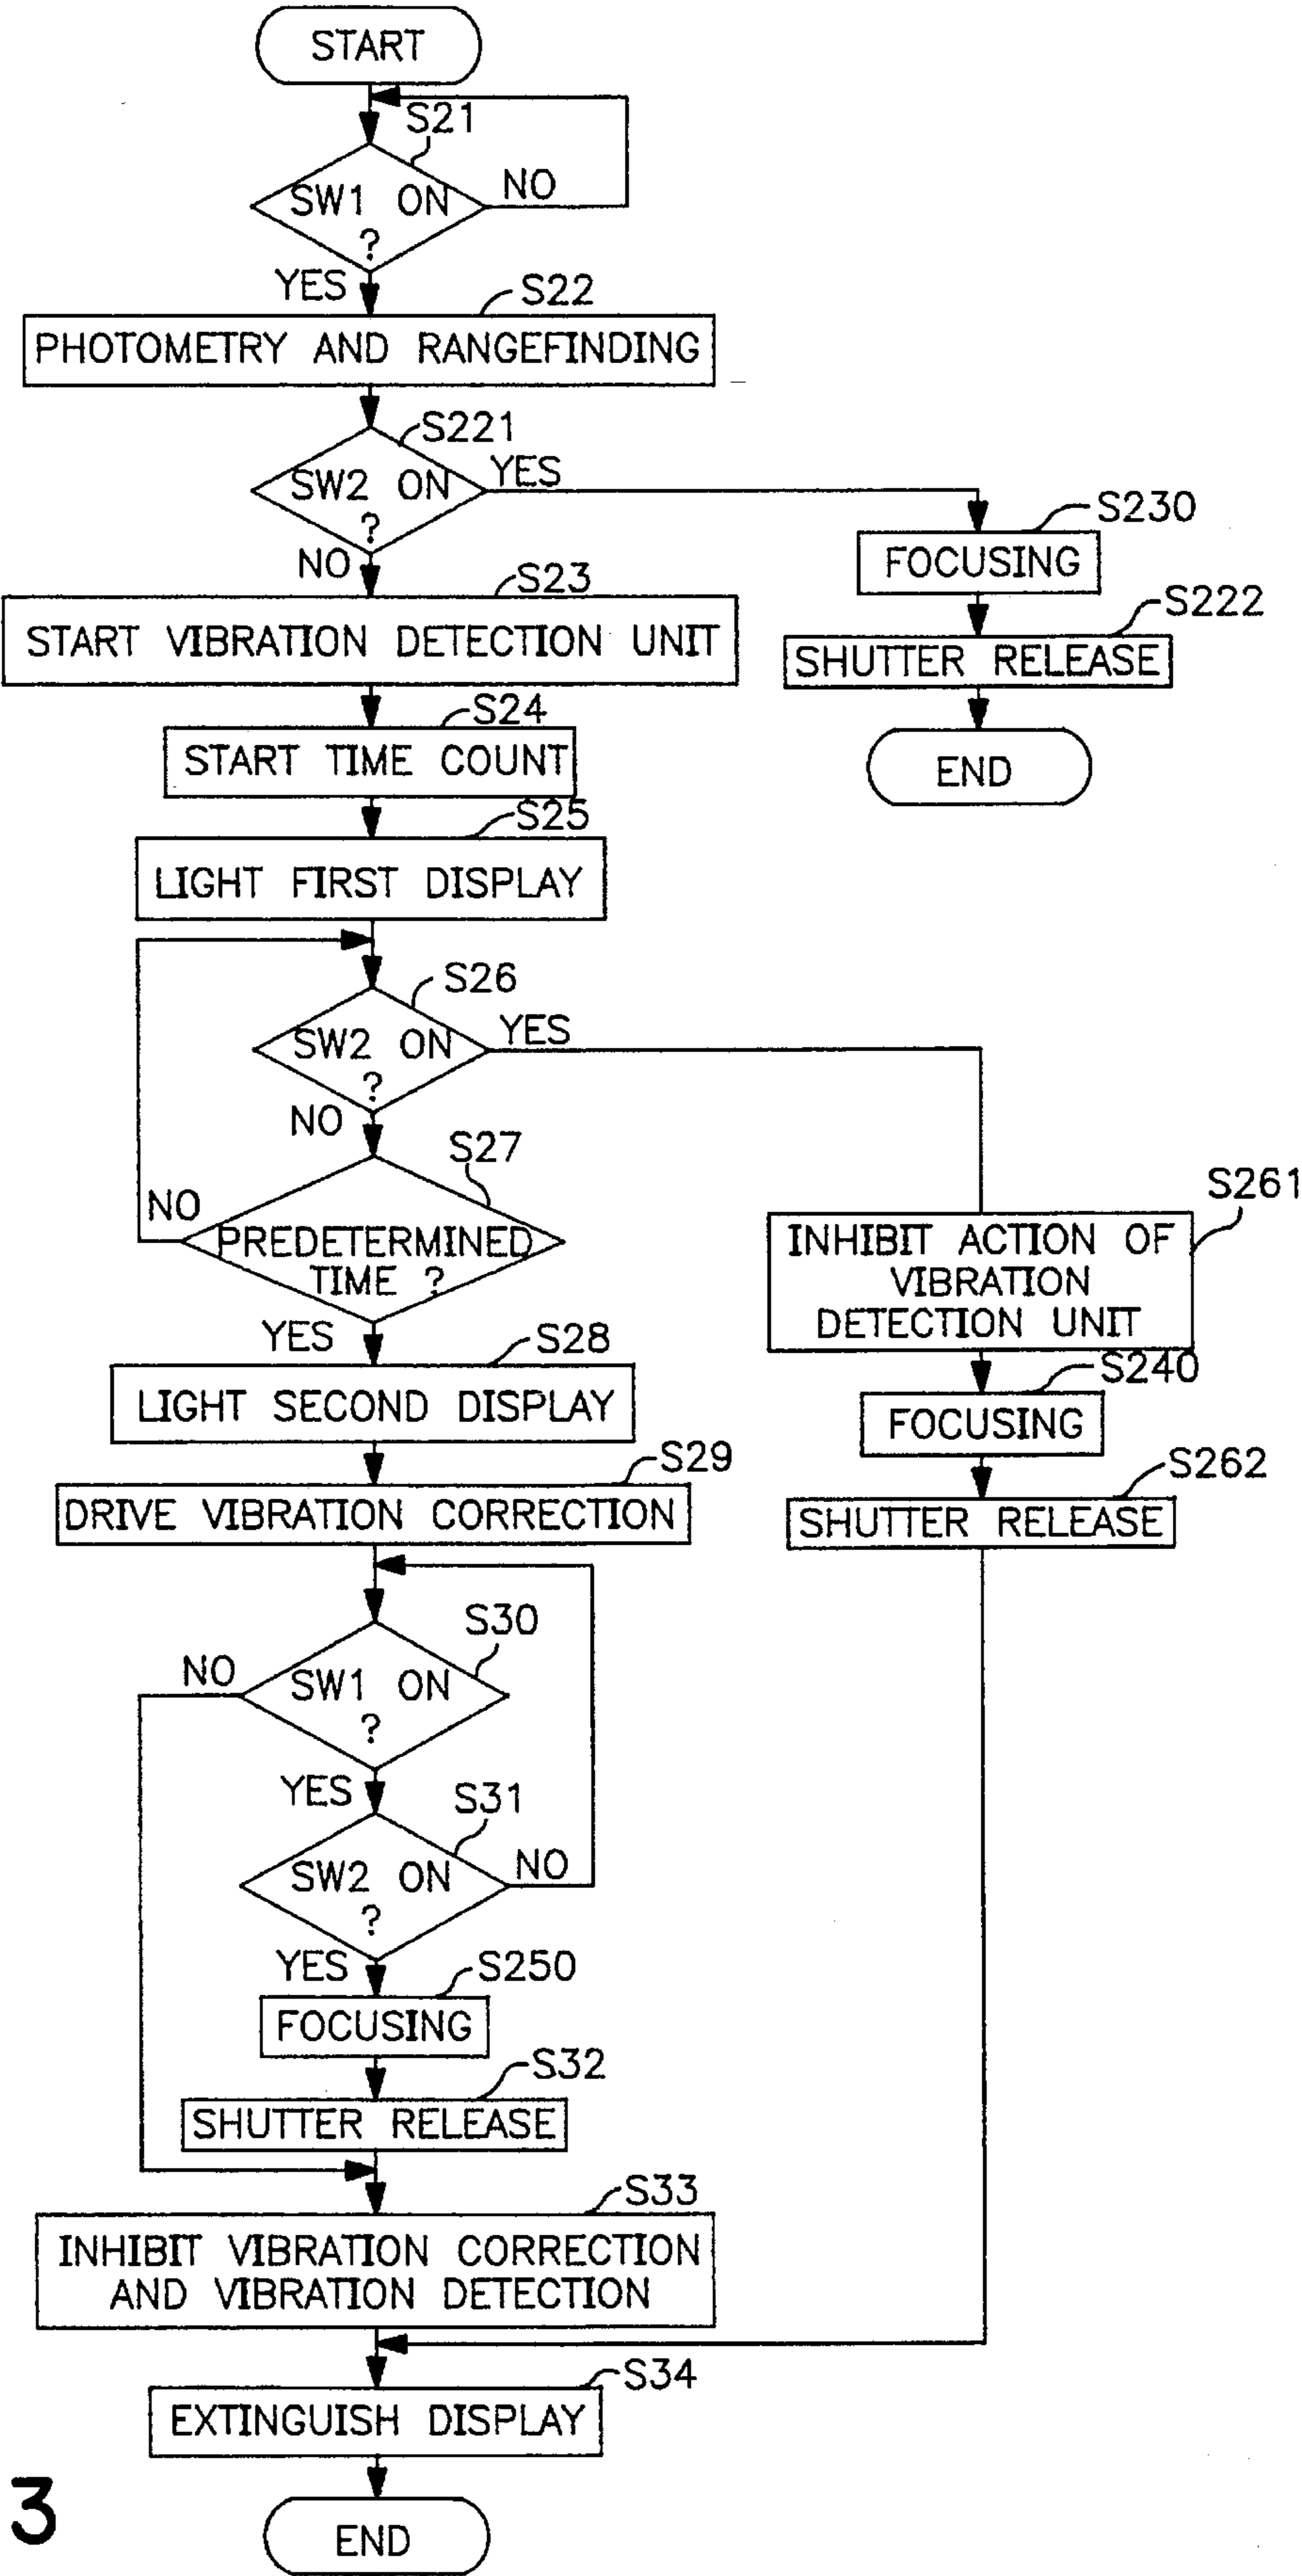 START
S21
SW1 ON
?
NO
YES
S22
PHOTOMETRY AND RANGEFINDING
S221
SW2 ON
?
YES
NO
S230
FOCUSING
S222
SHUTTER RELEASE
END
S23
START VIBRATION DETECTION UNIT
S24
START TIME COUNT
S25
LIGHT FIRST DISPLAY
S26
SW2 ON
?
YES
NO
S27
PREDETERMINED
TIME ?
NO
YES
S261
INHIBIT ACTION OF
VIBRATION
DETECTION UNIT
S240
FOCUSING
S262
SHUTTER RELEASE
S28
LIGHT SECOND DISPLAY
S29
DRIVE VIBRATION CORRECTION
S30
SW1 ON
?
NO
YES
S31
SW2 ON
?
NO
YES
S250
FOCUSING
S32
SHUTTER RELEASE
S33
INHIBIT VIBRATION CORRECTION
AND VIBRATION DETECTION
S34
EXTINGUISH DISPLAY
END
3